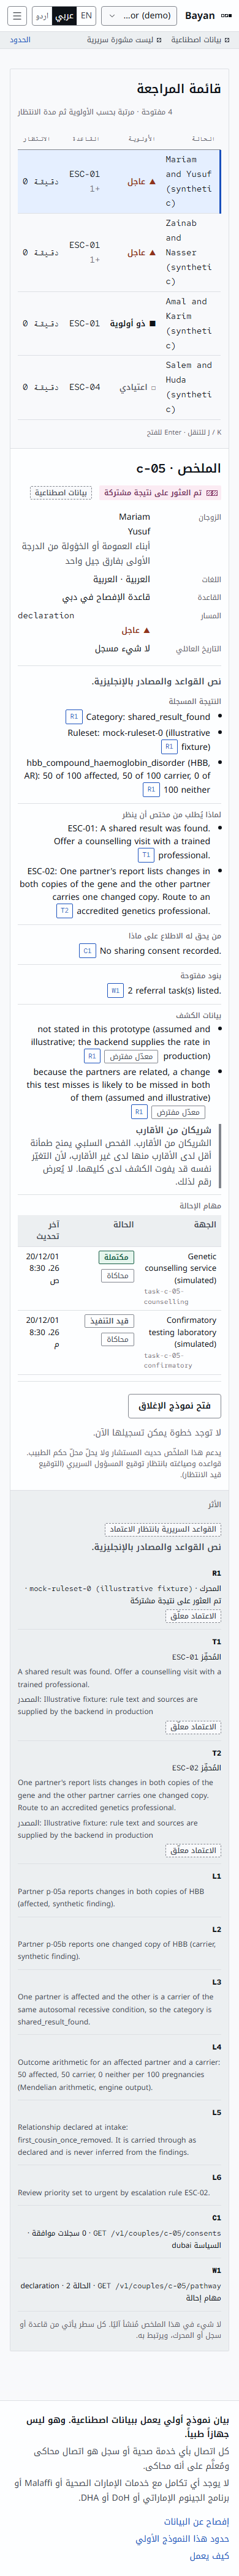 Bayan
...or (demo)
EN
عربي
اردو
بيانات اصطناعية
ليست مشورة سريرية
الحدود
قائمة المراجعة
4 مفتوحة · مرتبة بحسب الأولوية ثم مدة الانتظار
الحالة الأولوية القاعدة الانتظار
Mariam and Yusuf (synthetic) ▲ عاجل ESC-01 +1 0 دقيقة
Zainab and Nasser (synthetic) ▲ عاجل ESC-01 +1 0 دقيقة
Amal and Karim (synthetic) ■ ذو أولوية ESC-01 0 دقيقة
Salem and Huda (synthetic) □ اعتيادي ESC-04 0 دقيقة
J / K للتنقل · Enter للفتح
الملخص · c-05
تم العثور على نتيجة مشتركة
بيانات اصطناعية
الزوجان
Mariam
Yusuf
أبناء العمومة أو الخؤولة من الدرجة
الأولى بفارق جيل واحد
اللغات
العربية · العربية
القاعدة
قاعدة الإفصاح في دبي
المسار
declaration
▲ عاجل
التاريخ العائلي
لا شيء مسجل
نص القواعد والمصادر بالإنجليزية.
النتيجة المسجلة
Category: shared_result_found R1
Ruleset: mock-ruleset-0 (illustrative
fixture) R1
hbb_compound_haemoglobin_disorder (HBB,
AR): 50 of 100 affected, 50 of 100 carrier, 0 of
100 neither R1
لماذا يُطلب من مختص أن ينظر
ESC-01: A shared result was found.
Offer a counselling visit with a trained
professional. T1
ESC-02: One partner's report lists changes in
both copies of the gene and the other partner
carries one changed copy. Route to an
accredited genetics professional. T2
من يحق له الاطلاع على ماذا
No sharing consent recorded. C1
بنود مفتوحة
2 referral task(s) listed. W1
بيانات الكشف
not stated in this prototype (assumed and
illustrative; the backend supplies the rate in
production) معدّل مفترض R1
because the partners are related, a change
this test misses is likely to be missed in both
of them (assumed and illustrative)
معدّل مفترض R1
شريكان من الأقارب
الشريكان من الأقارب. الفحص السلبي يمنح طمأنة
أقل لدى الأقارب منها لدى غير الأقارب، لأن التغيّر
نفسه قد يفوت الكشف لدى كليهما. لا يُعرض
رقم لذلك.
مهام الإحالة
الجهة الحالة آخر تحديث
Genetic counselling service (simulated) task-c-05-counselling مكتملة محاكاة 20/12/01 26، 8:30 ص
Confirmatory testing laboratory (simulated) task-c-05-confirmatory قيد التنفيذ محاكاة 20/12/01 26، 8:30 م
فتح نموذج الإغلاق
لا توجد خطوة يمكن تسجيلها الآن.
يدعم هذا الملخّص حديث المستشار ولا يحلّ محلّ حكم الطبيب.
قواعده وصياغته بانتظار توقيع المسؤول السريري (التوقيع
قيد الانتظار).
الأثر
القواعد السريرية بانتظار الاعتماد
نص القواعد والمصادر بالإنجليزية.
R1
المحرك · mock-ruleset-0 (illustrative fixture) ·
تم العثور على نتيجة مشتركة
الاعتماد معلّق
T1
المُحفّز ESC-01
A shared result was found. Offer a counselling visit with a
trained professional.
المصدر: Illustrative fixture: rule text and sources are
supplied by the backend in production
الاعتماد معلّق
T2
المُحفّز ESC-02
One partner's report lists changes in both copies of the
gene and the other partner carries one changed copy.
Route to an accredited genetics professional.
المصدر: Illustrative fixture: rule text and sources are
supplied by the backend in production
الاعتماد معلّق
L1
Partner p-05a reports changes in both copies of HBB
(affected, synthetic finding).
L2
Partner p-05b reports one changed copy of HBB (carrier,
synthetic finding).
L3
One partner is affected and the other is a carrier of the
same autosomal recessive condition, so the category is
shared_result_found.
L4
Outcome arithmetic for an affected partner and a carrier:
50 affected, 50 carrier, 0 neither per 100 pregnancies
(Mendelian arithmetic, engine output).
L5
Relationship declared at intake:
first_cousin_once_removed. It is carried through as
declared and is never inferred from the findings.
L6
Review priority set to urgent by escalation rule ESC-02.
C1
GET /v1/couples/c-05/consents · 0 سجلات موافقة ·
السياسة dubai
W1
GET /v1/couples/c-05/pathway · الحالة declaration · 2
مهام إحالة
لا شيء في هذا الملخص مُنشأ آليًا. كل سطر يأتي من قاعدة أو
سجل أو المحرك، ويرتبط به.
بيان نموذج أولي يعمل ببيانات اصطناعية. وهو ليس
جهازاً طبياً.
كل اتصال بأي خدمة صحية أو سجل هو اتصال محاكى
ومُعلَّم على أنه محاكى.
لا يوجد أي تكامل مع خدمات الإمارات الصحية أو Malaffi أو
برنامج الجينوم الإماراتي أو DoH أو DHA.
إفصاح عن البيانات
حدود هذا النموذج الأولي
كيف يعمل